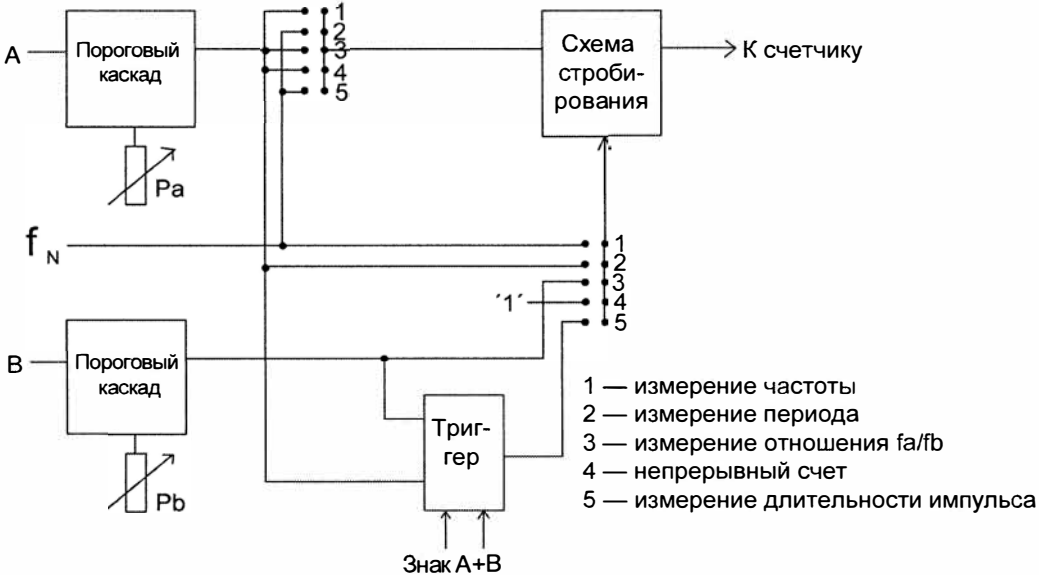 1
2
3
4
5
A
Пороговый
каскад
Схема
стробирования
К счетчику
Pa
f N
1
2
3
4
5
´1´
B
Пороговый
каскад
Pb
Триг-
гер
Знак A+B
1 — измерение частоты
2 — измерение периода
3 — измерение отношения fa/fb
4 — непрерывный счет
5 — измерение длительности импульса